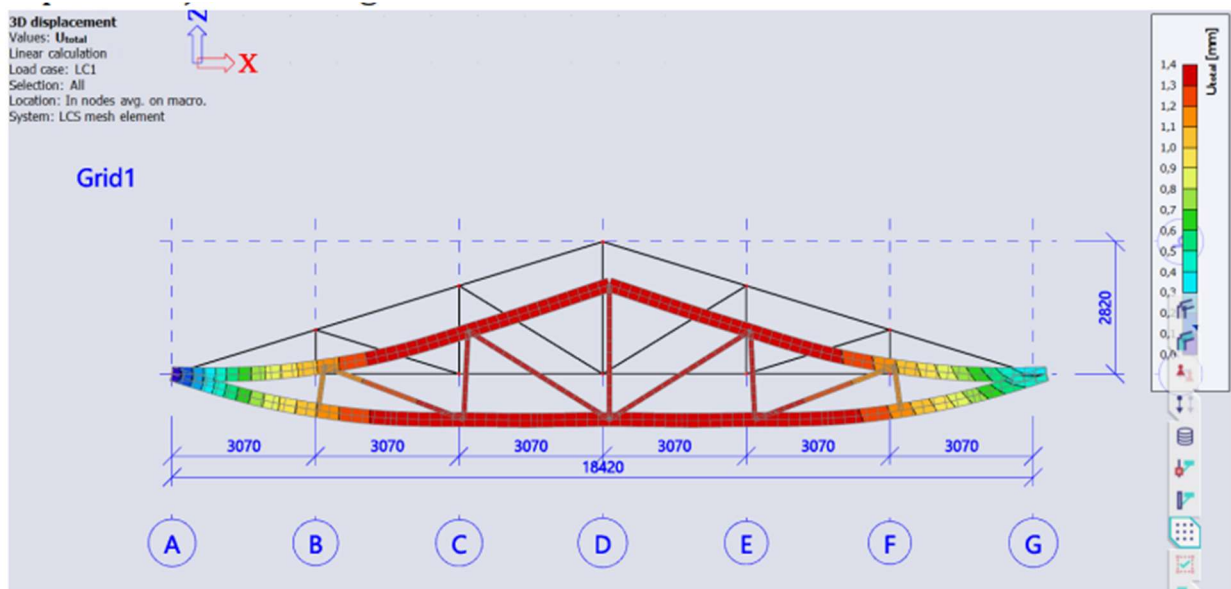 3D displacement
Values: Utotal
Linear calculation
Load case: LC1
Selection: All
Location: In nodes avg. on macro.
System: LCS mesh element
Z
X
Grid1
Utotal [mm]
1,4
1,3
1,2
1,1
1,0
0,9
0,8
0,7
0,6
0,5
0,4
0,3
2820
3070
3070
3070
3070
3070
3070
18420
A
B
C
D
E
F
G